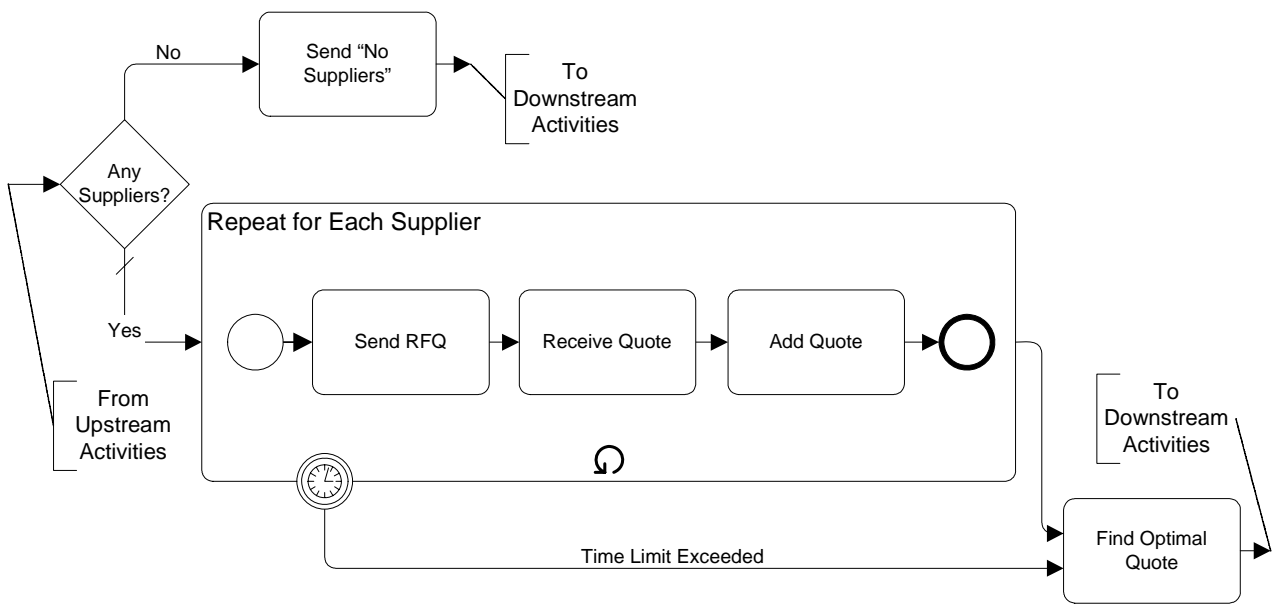 No
Send “No
Suppliers”
To
Downstream
Activities
Any
Suppliers?
Repeat for Each Supplier
Yes
Send RFQ
Receive Quote
Add Quote
From
Upstream
Activities
To
Downstream
Activities
Time Limit Exceeded
Find Optimal
Quote